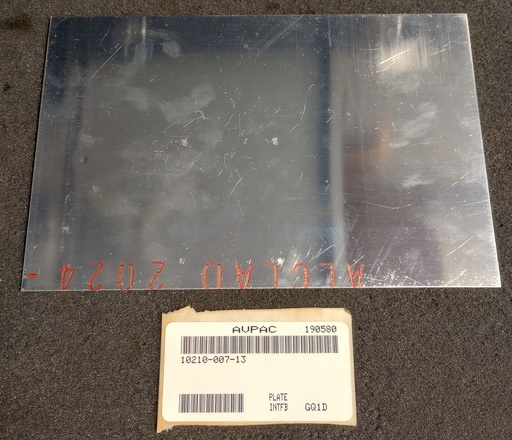 ALCLAD 2024-
AVPAC 190580
10210-007-13
PLATE
INTFB GQ1D